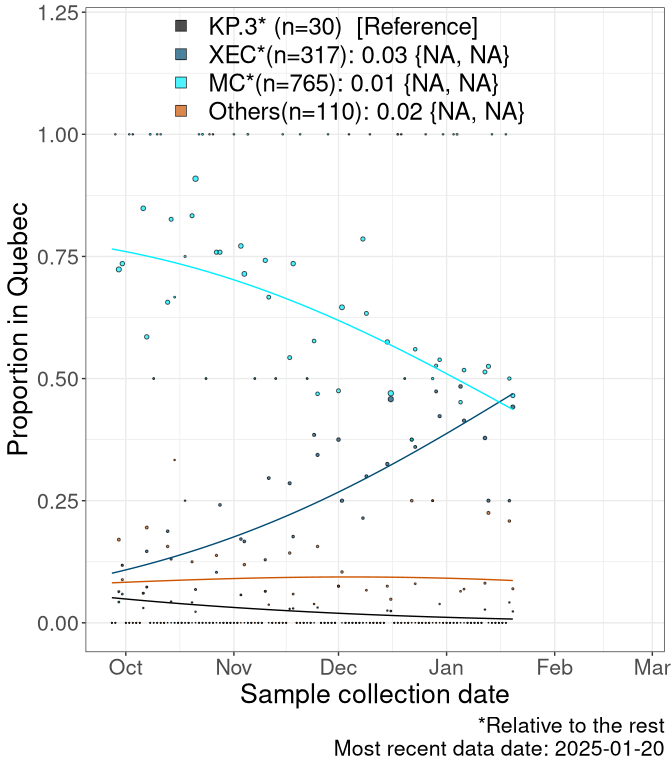 1.25
KP.3* (n=30)  [Reference]
XEC*(n=317): 0.03 {NA, NA}
MC*(n=765): 0.01 {NA, NA}
Others(n=110): 0.02 {NA, NA}
1.00
0.75
0.50
0.25
0.00
Proportion in Quebec
Oct Nov Dec Jan Feb Mar
Sample collection date
*Relative to the rest
Most recent data date: 2025-01-20